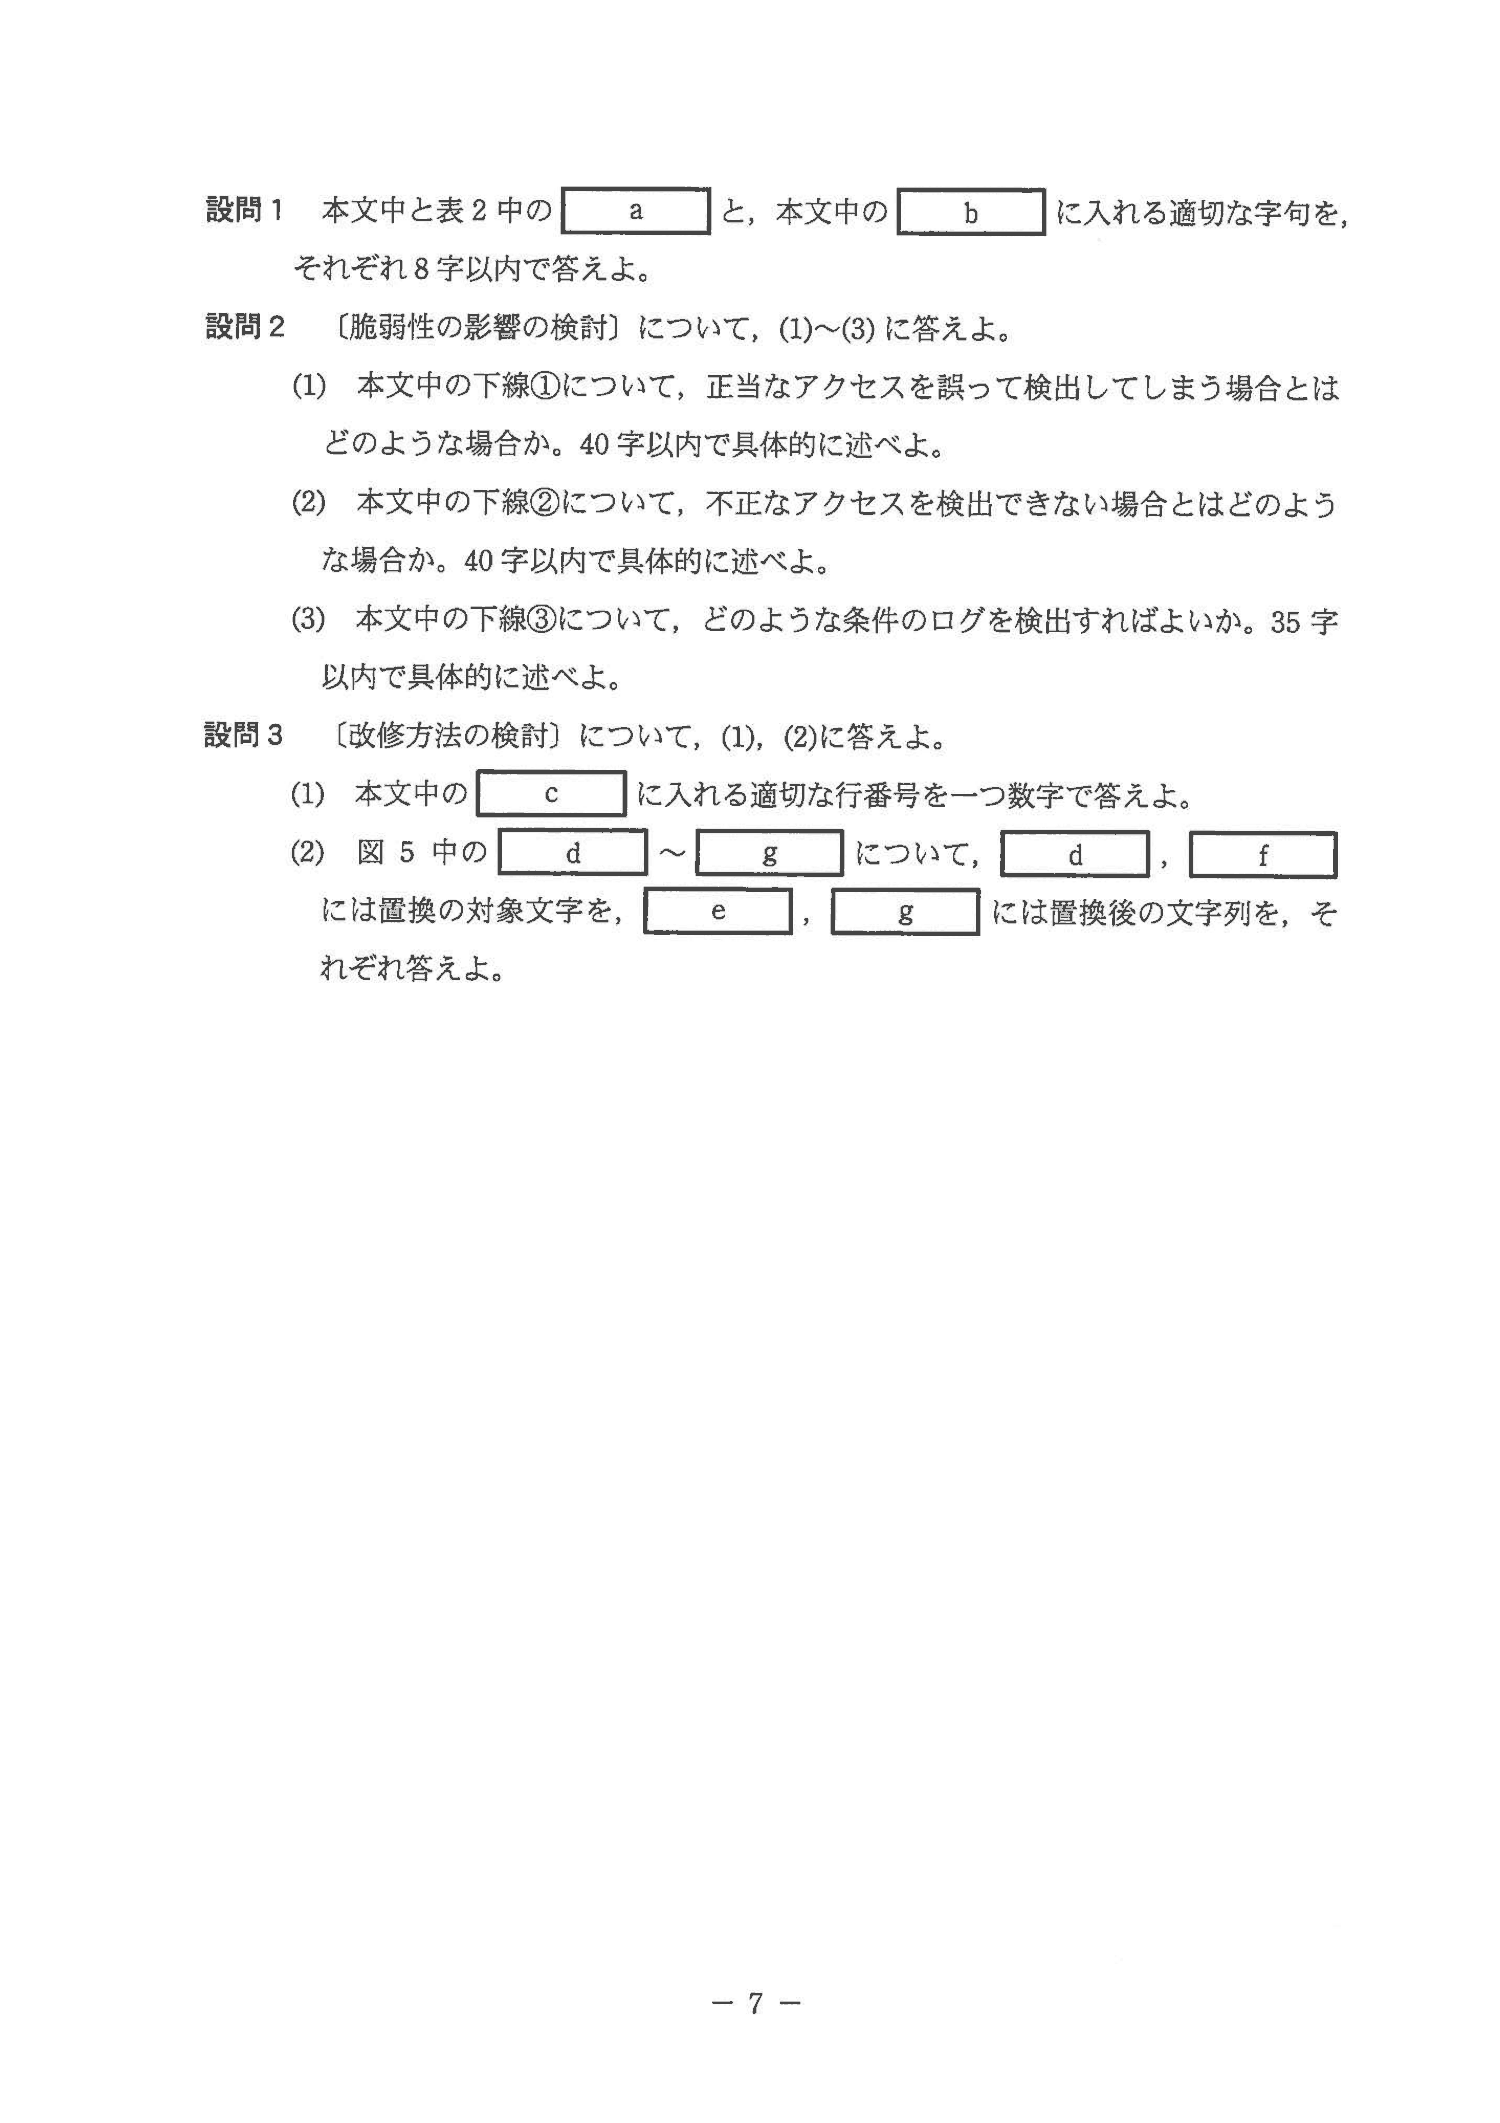 設問1 本文中と表2中の a と，本文中の b に入れる適切な字句を，
それぞれ8字以内で答えよ。
設問2 〔脆弱性の影響の検討〕について，(1)～(3)に答えよ。
(1) 本文中の下線①について，正当なアクセスを誤って検出してしまう場合とは
どのような場合か。40字以内で具体的に述べよ。
(2) 本文中の下線②について，不正なアクセスを検出できない場合とはどのよう
な場合か。40字以内で具体的に述べよ。
(3) 本文中の下線③について，どのような条件のログを検出すればよいか。35字
以内で具体的に述べよ。
設問3 〔改修方法の検討〕について，(1)，(2)に答えよ。
(1) 本文中の c に入れる適切な行番号を一つ数字で答えよ。
(2) 図5中の d ～ g について， d ， f
には置換の対象文字を， e ， g には置換後の文字列を，そ
れぞれ答えよ。
－ 7 －